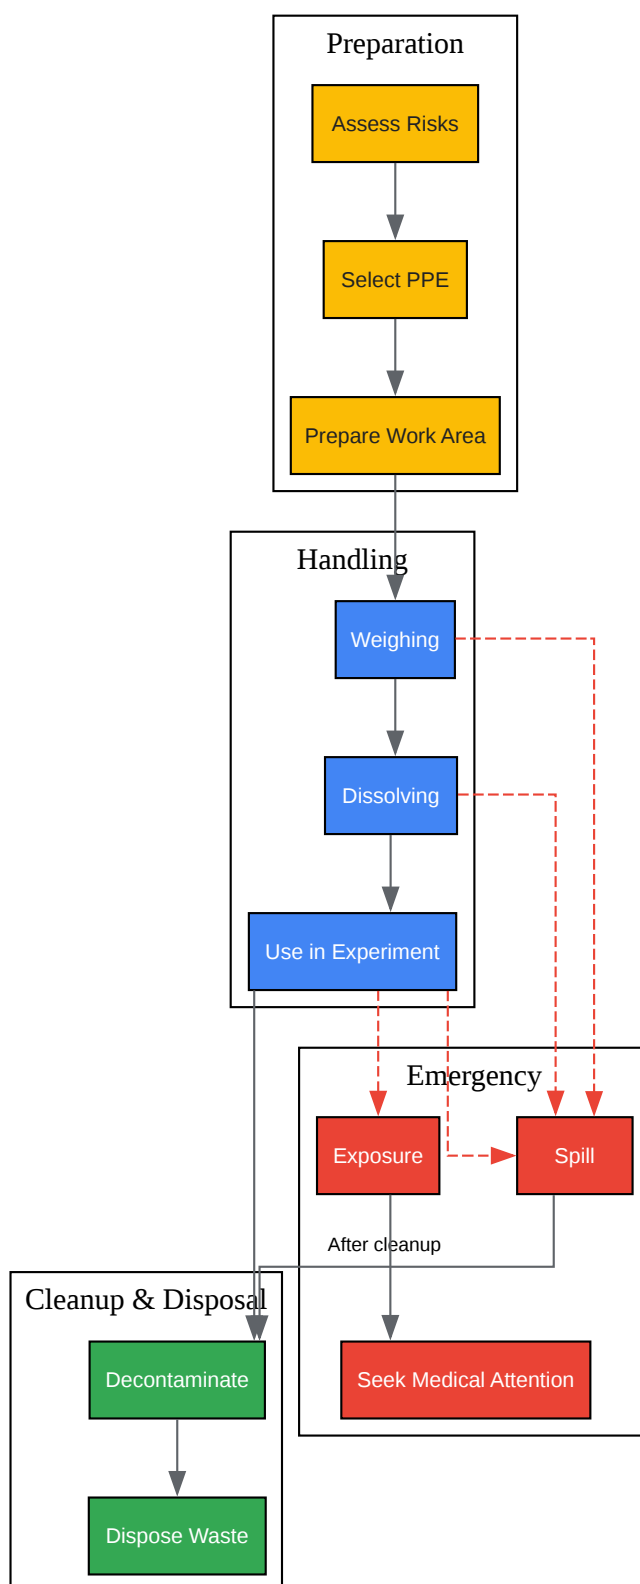 Preparation
Assess Risks
Select PPE
Prepare Work Area
Handling
Weighing
Dissolving
Use in Experiment
Emergency
Exposure
Spill
After cleanup
Cleanup & Disposal
Decontaminate
Seek Medical Attention
Dispose Waste